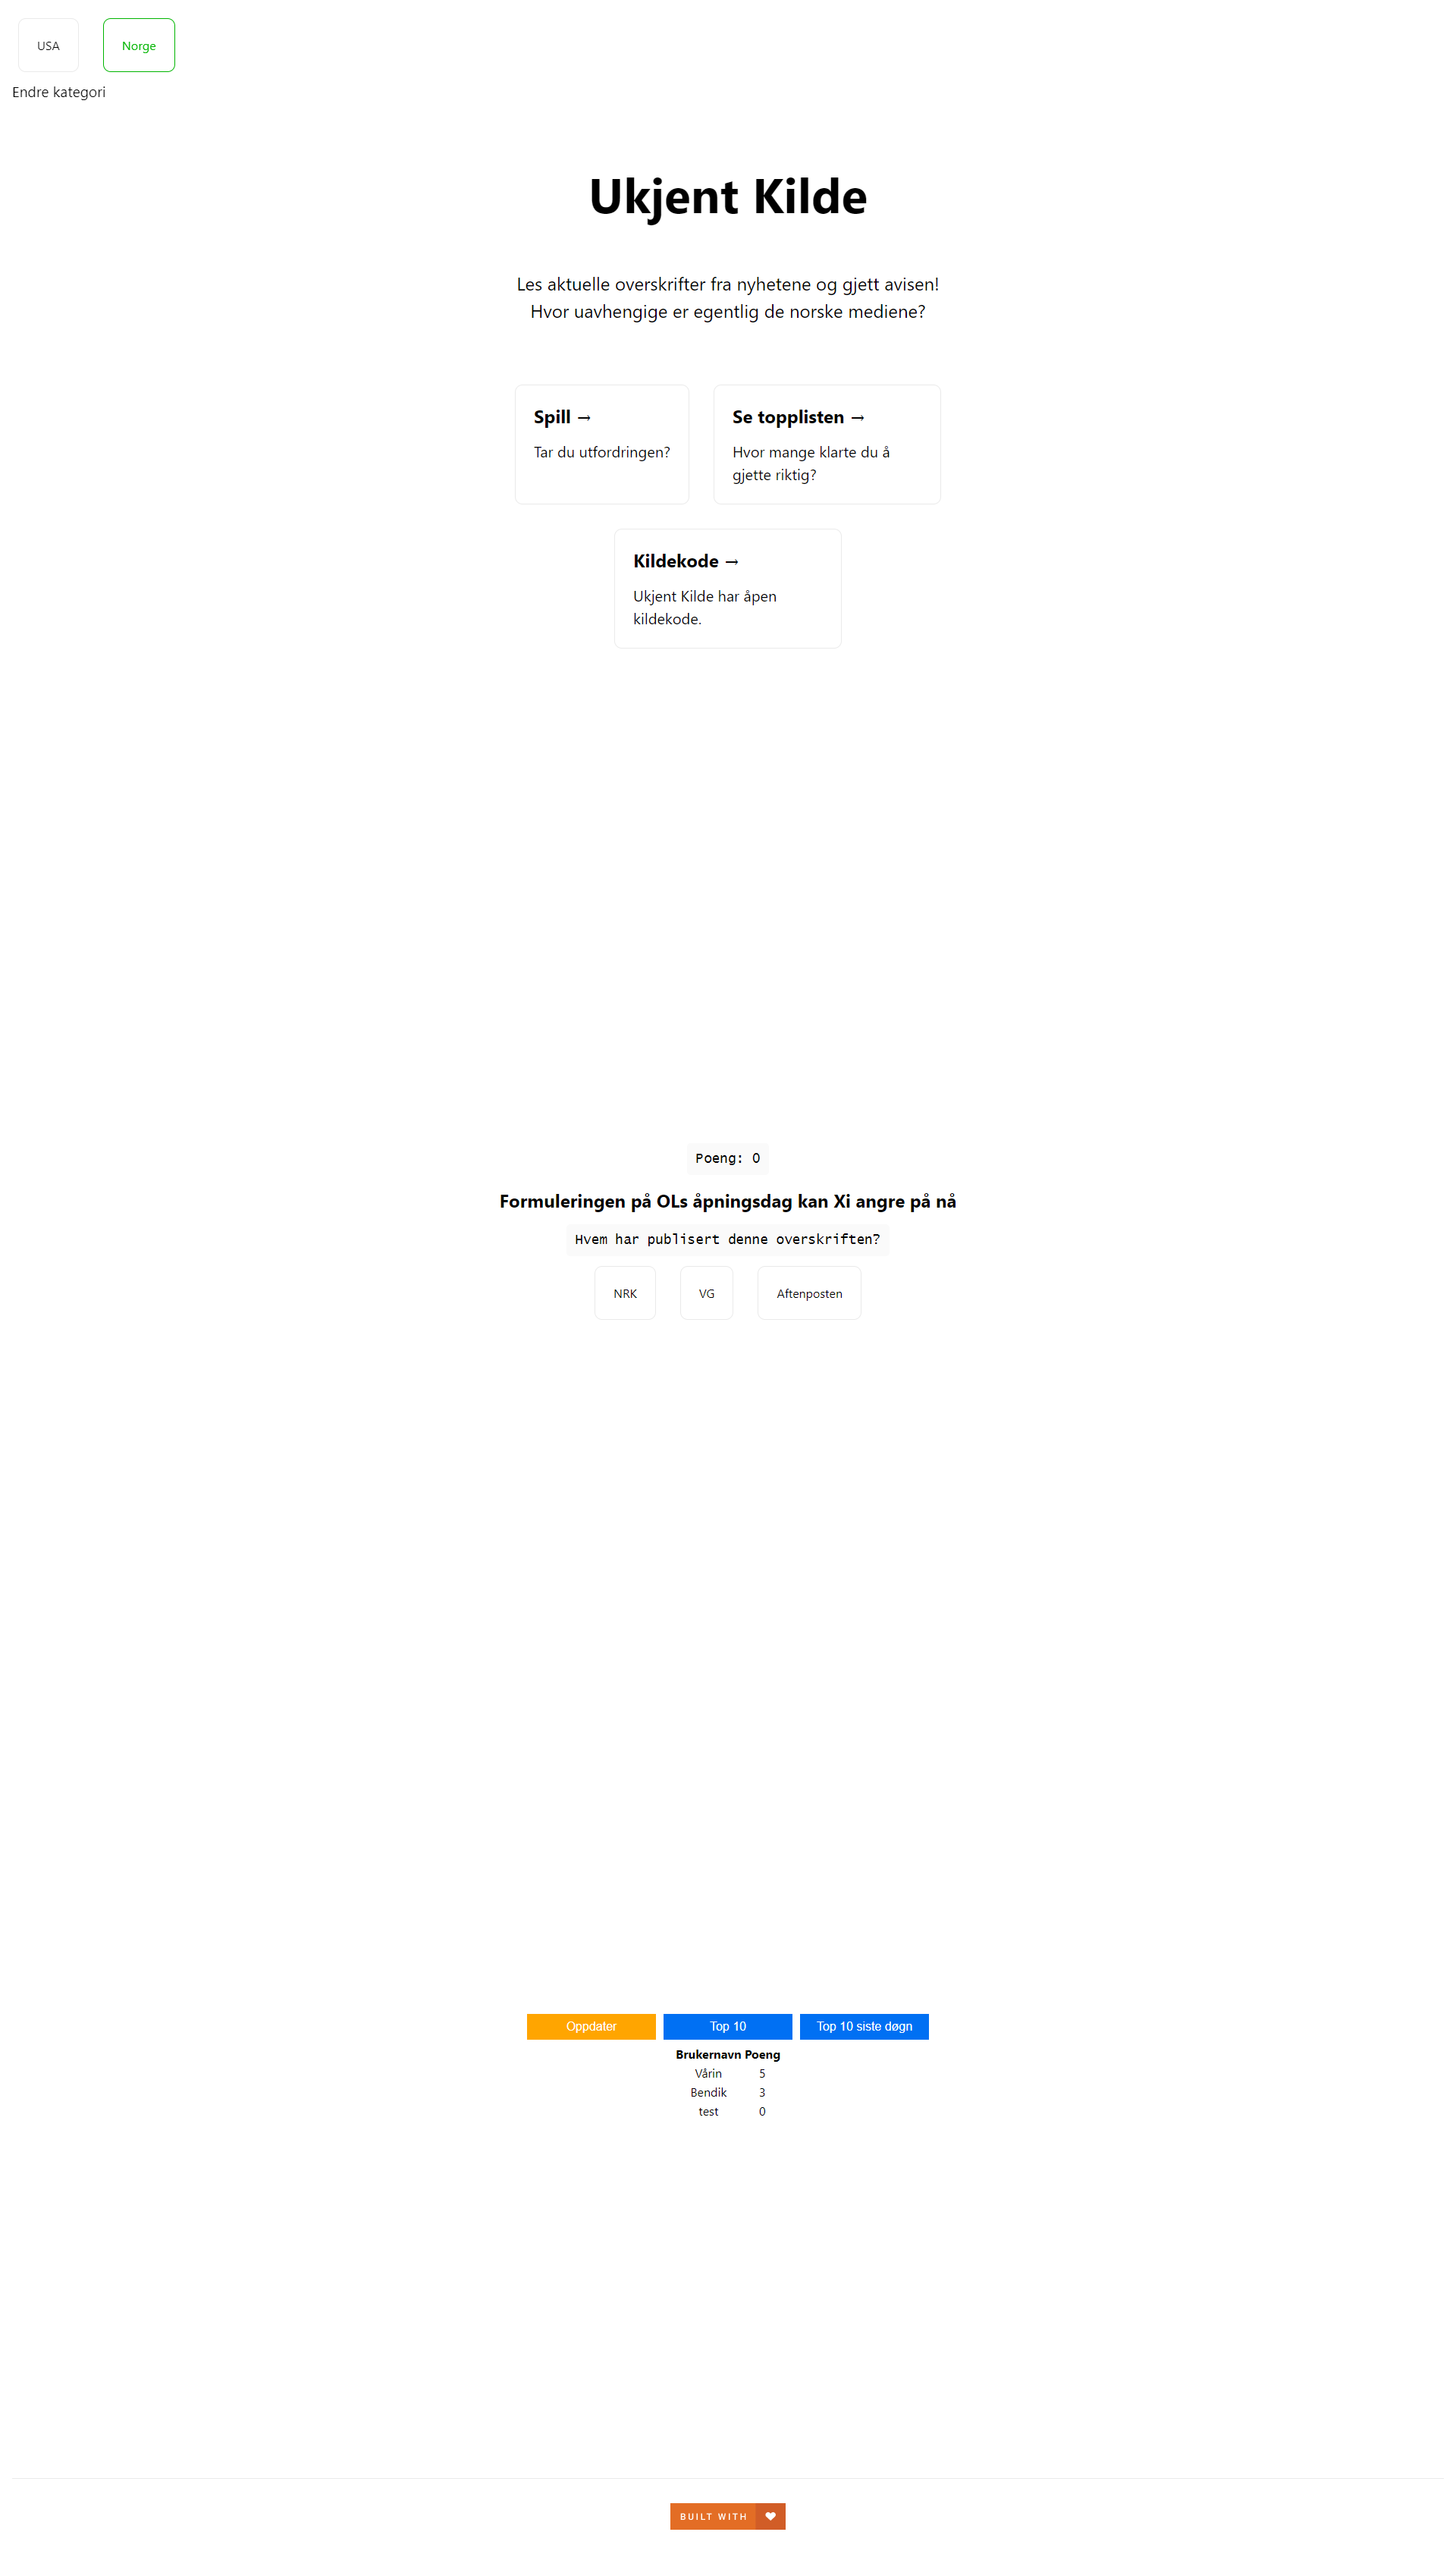 USA
Norge
Endre kategori
Ukjent Kilde
Les aktuelle overskrifter fra nyhetene og gjett avisen!
Hvor uavhengige er egentlig de norske mediene?
Spill →
Tar du utfordringen?
Se topplisten →
Hvor mange klarte du å
gjette riktig?
Kildekode →
Ukjent Kilde har åpen
kildekode.
Poeng: 0
Formuleringen på OLs åpningsdag kan Xi angre på nå
Hvem har publisert denne overskriften?
NRK
VG
Aftenposten
Oppdater
Top 10
Top 10 siste døgn
Brukernavn Poeng
Vårin 5
Bendik 3
test 0
BUILT WITH ♥